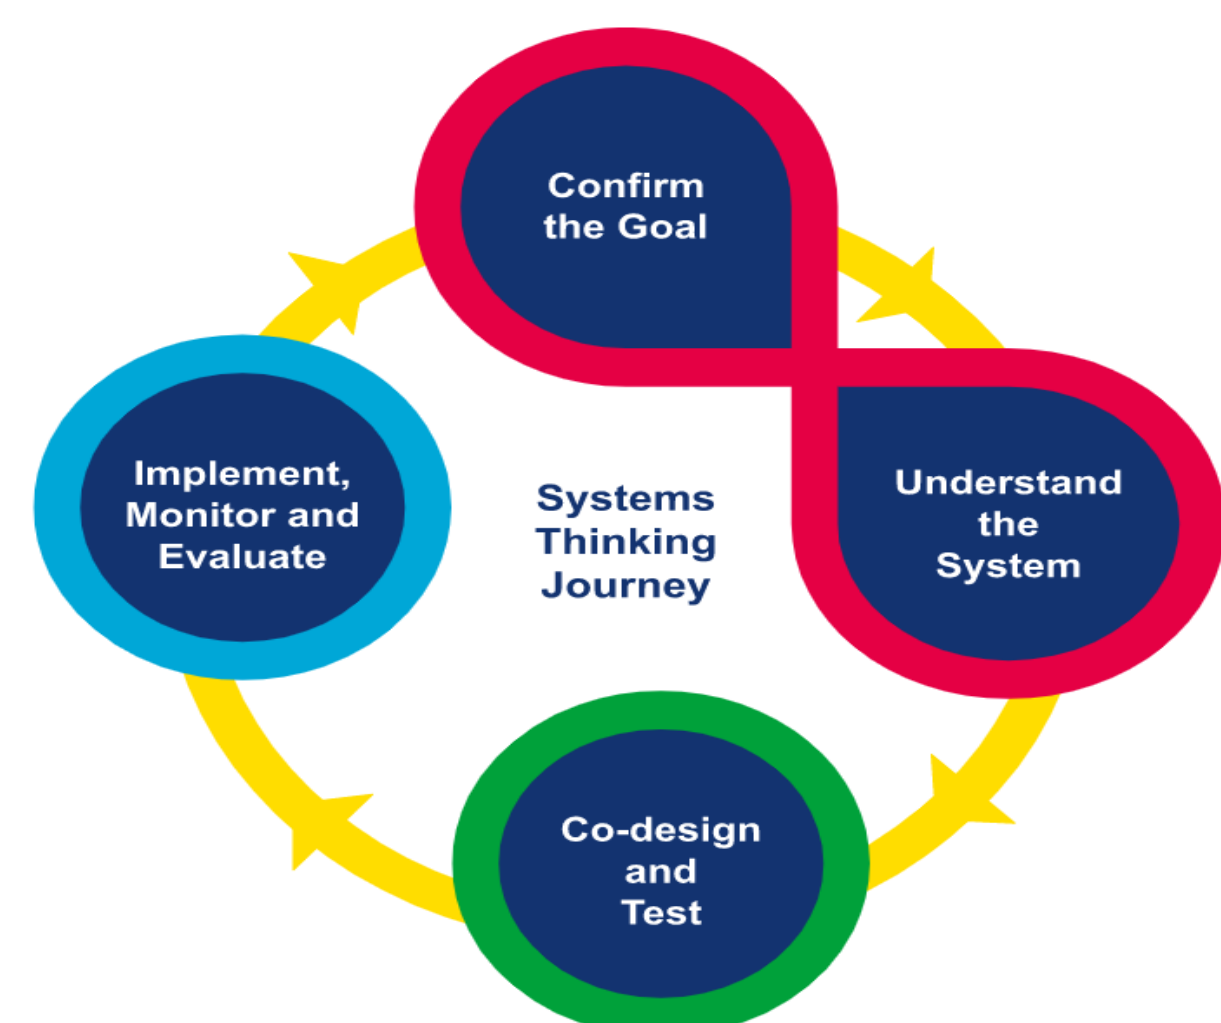 Confirm
the Goal
Understand
the
System
Co-design
and
Test
Implement,
Monitor and
Evaluate
Systems
Thinking
Journey